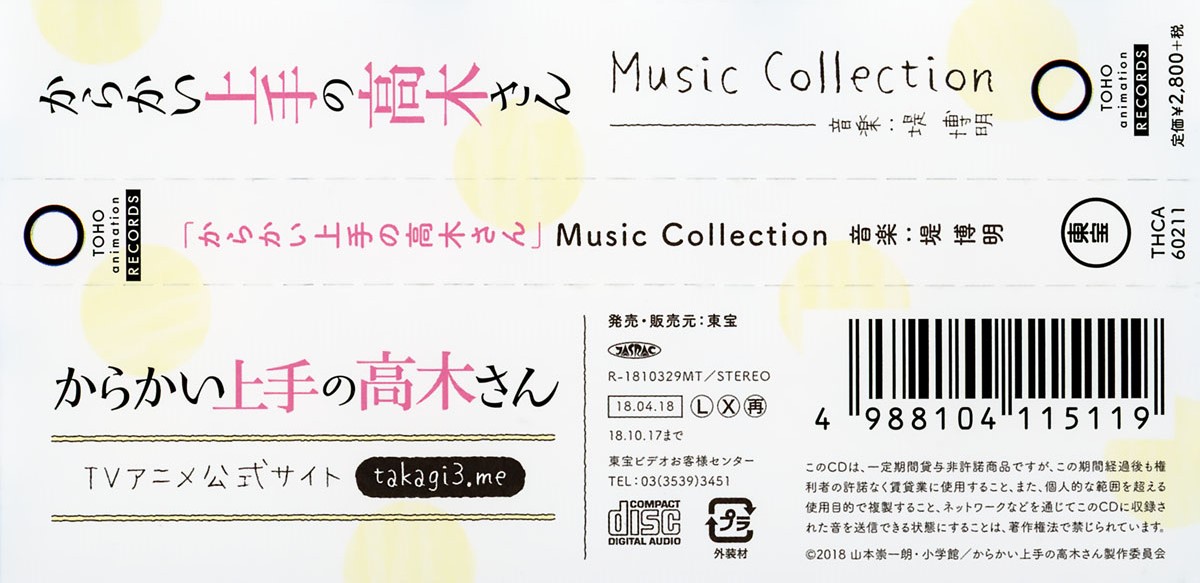 からかい上手の高木さん
Music Collection
音楽:堤 博明
TOHO
animation
RECORDS
定価¥2,800+税
TOHO
animation
RECORDS
「からかい上手の高木さん」 Music Collection 音楽:堤 博明
東宝
THCA
60211
からかい上手の高木さん
TVアニメ公式サイト takagi3.me
発売・販売元:東宝
JASRAC
R-1810329MT/STEREO
18.04.18 L X 再
18.10.17まで
東宝ビデオお客様センター
TEL:03(3539)3451
COMPACT
disc
DIGITAL AUDIO
プラ
外装材
4 988104 115119
このCDは、一定期間貸与非許諾商品ですが、この期間経過後も権
利者の許諾なく賃貸業に使用すること、また、個人的な範囲を超える
使用目的で複製すること、ネットワークなどを通じてこのCDに収録さ
れた音を送信できる状態にすることは、著作権法で禁じられています。
©2018 山本崇一朗・小学館/からかい上手の高木さん製作委員会